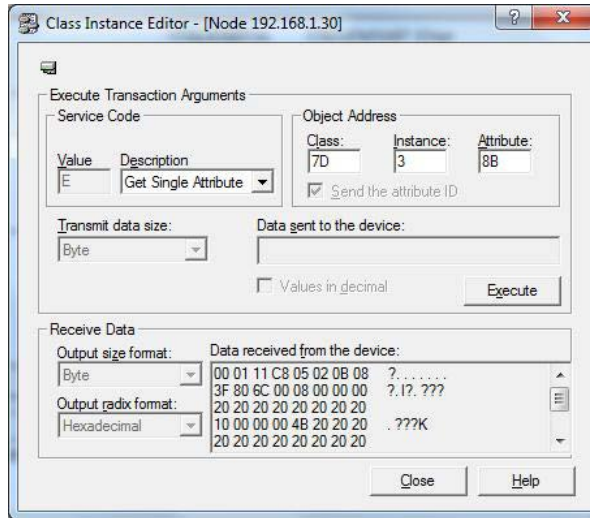 Class Instance Editor - [Node 192.168.1.30]
Execute Transaction Arguments
Service Code
Value Description
E Get Single Attribute
Object Address
Class: Instance: Attribute:
7D 3 8B
Send the attribute ID
Transmit data size:
Byte
Data sent to the device:
Values in decimal
Execute
Receive Data
Output size format:
Byte
Output radix format:
Hexadecimal
Data received from the device:
00 01 11 C8 05 02 0B 08 ?. . . . . . .
3F 80 6C 00 08 00 00 00 ?. l?. ???
20 20 20 20 20 20 20 20
10 00 00 00 4B 20 20 20 . ???K
20 20 20 20 20 20 20 20
Close Help